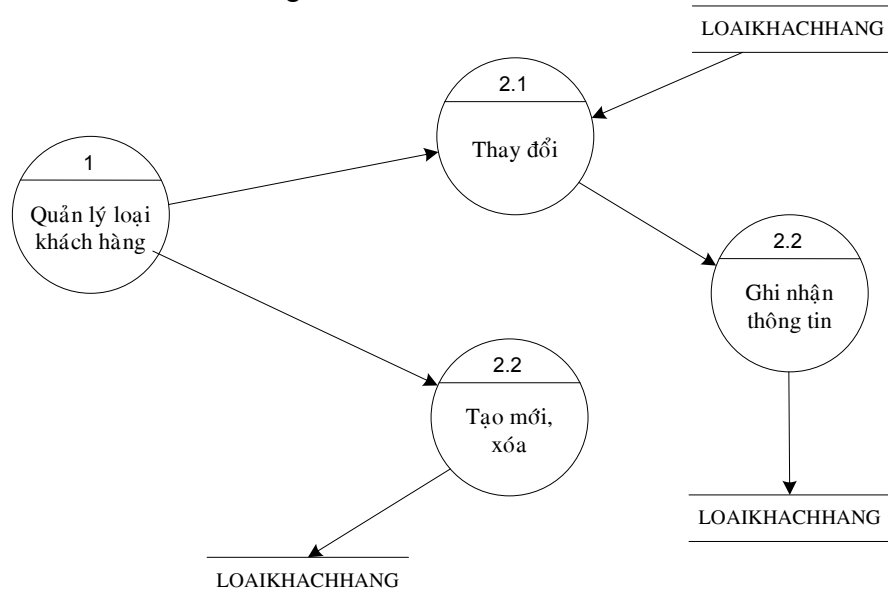 LOAIKHACHHANG
2.1
Thay đổi
1
Quản lý loại
khách hàng
2.2
Ghi nhận
thông tin
2.2
Tạo mới,
xóa
LOAIKHACHHANG
LOAIKHACHHANG